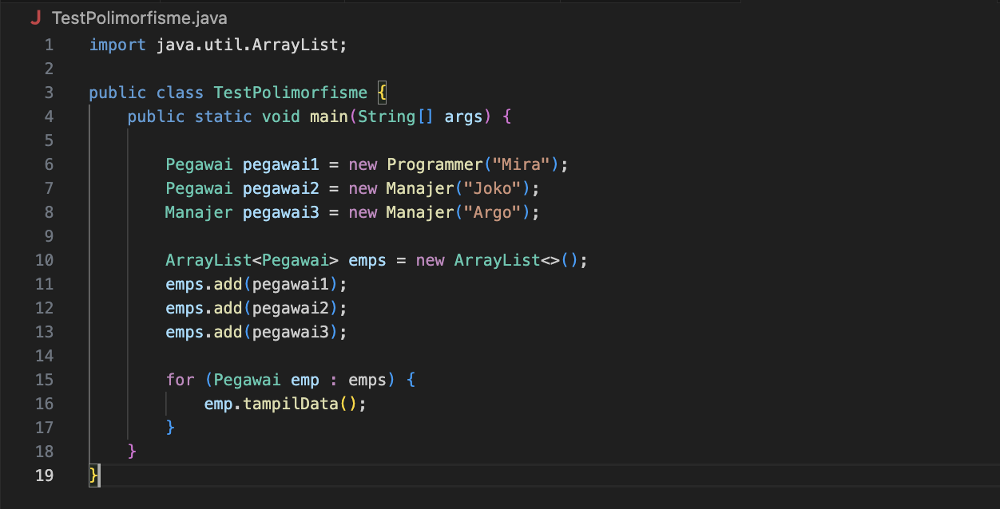 J TestPolimorfisme.java
1 import java.util.ArrayList;
2
3 public class TestPolimorfisme {
4     public static void main(String[] args) {
5
6         Pegawai pegawai1 = new Programmer("Mira");
7         Pegawai pegawai2 = new Manajer("Joko");
8         Manajer pegawai3 = new Manajer("Argo");
9
10         ArrayList<Pegawai> emps = new ArrayList<>();
11         emps.add(pegawai1);
12         emps.add(pegawai2);
13         emps.add(pegawai3);
14
15         for (Pegawai emp : emps) {
16             emp.tampilData();
17         }
18     }
19 }